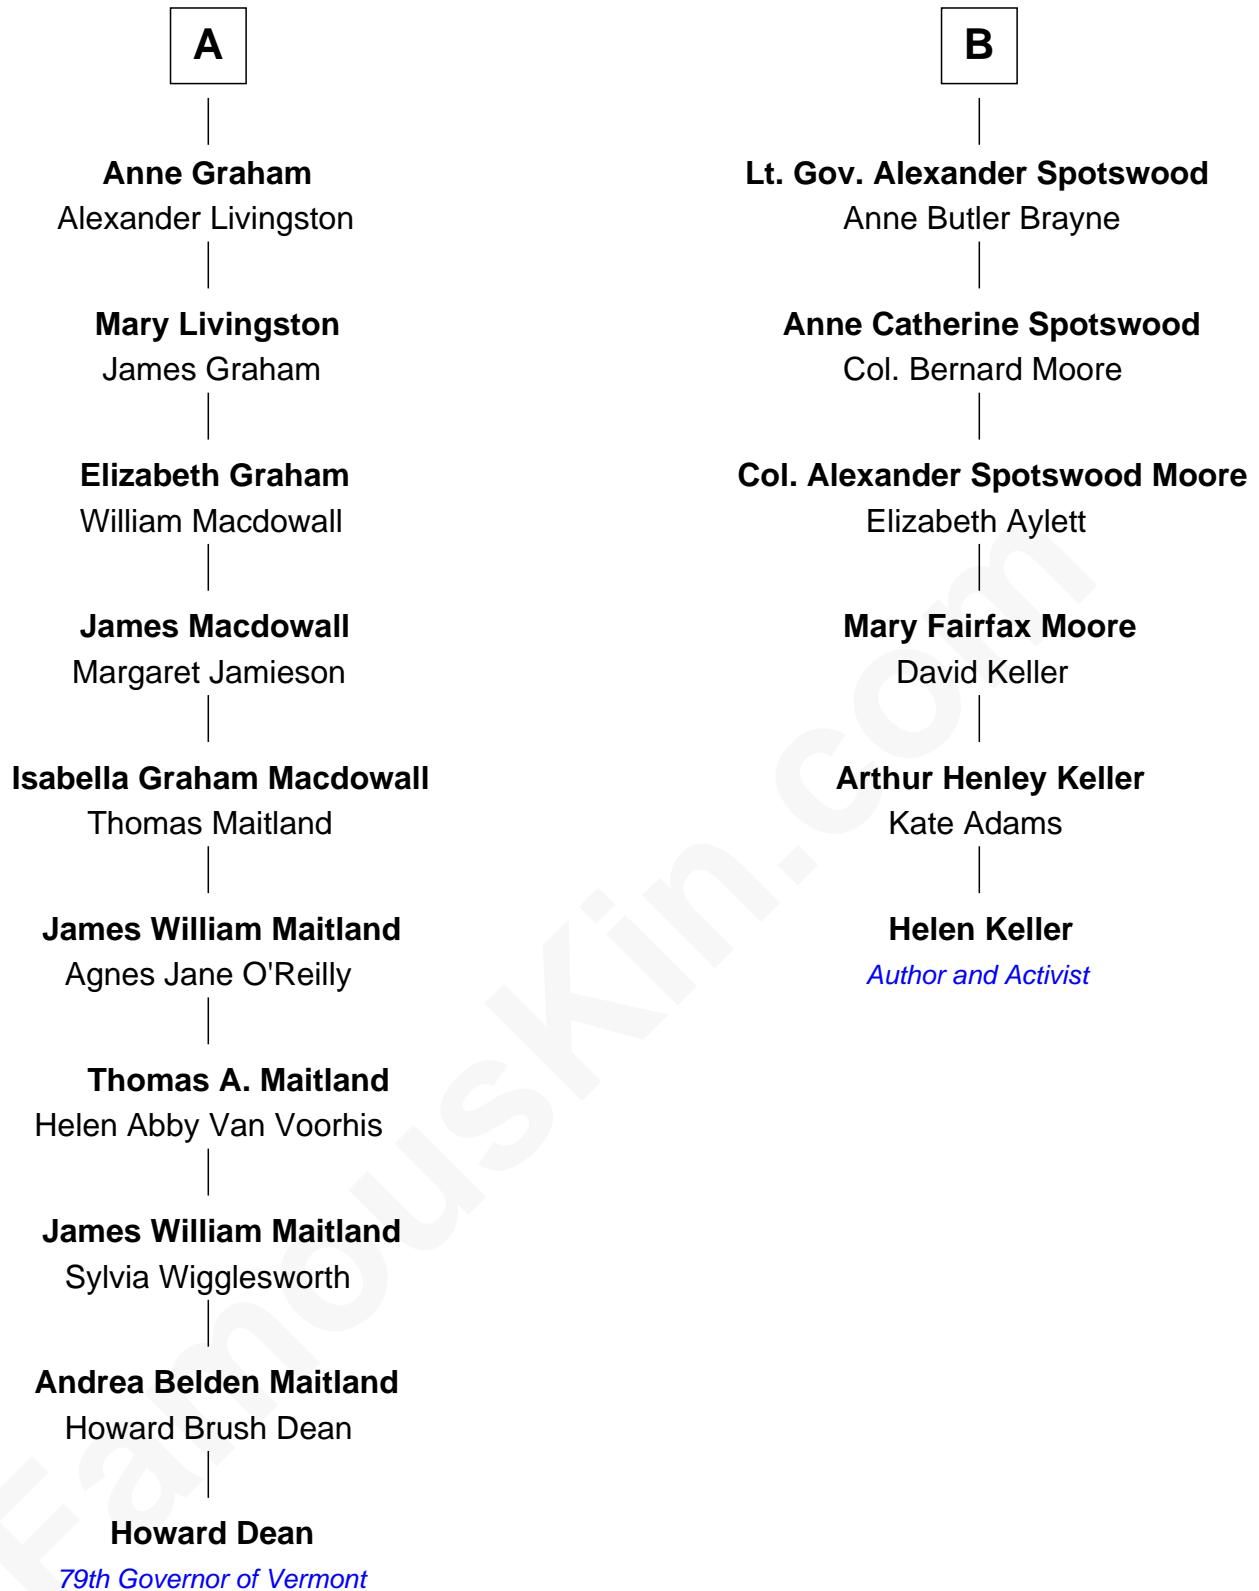 A
Anne Graham
Alexander Livingston
Mary Livingston
James Graham
Elizabeth Graham
William Macdowall
James Macdowall
Margaret Jamieson
Isabella Graham Macdowall
Thomas Maitland
James William Maitland
Agnes Jane O'Reilly
Thomas A. Maitland
Helen Abby Van Voorhis
James William Maitland
Sylvia Wigglesworth
Andrea Belden Maitland
Howard Brush Dean
Howard Dean
79th Governor of Vermont
B
Lt. Gov. Alexander Spotswood
Anne Butler Brayne
Anne Catherine Spotswood
Col. Bernard Moore
Col. Alexander Spotswood Moore
Elizabeth Aylett
Mary Fairfax Moore
David Keller
Arthur Henley Keller
Kate Adams
Helen Keller
Author and Activist
FamousKin.com